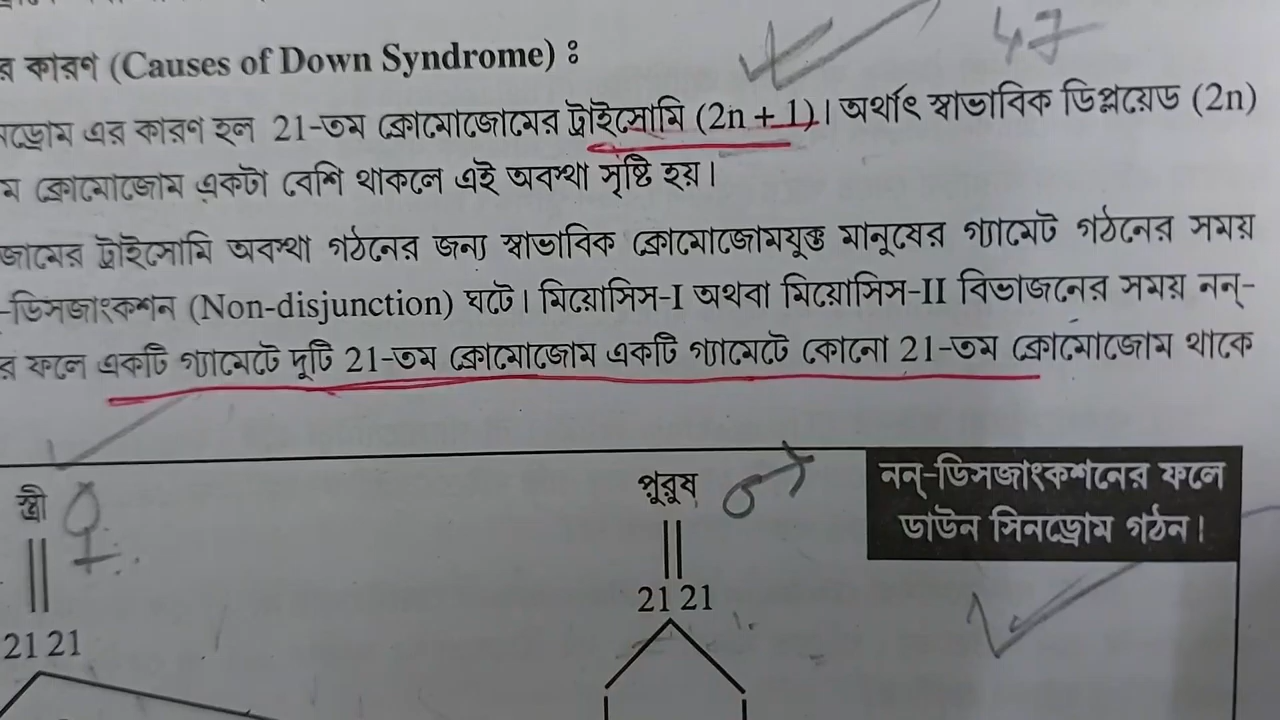 র কারণ (Causes of Down Syndrome) :
47
নড্রোম এর কারণ হল 21-তম ক্রোমোজোমের ট্রাইসোমি (2n + 1)। অর্থাৎ স্বাভাবিক ডিপ্লয়েড (2n)
ম ক্রোমোজোম একটা বেশি থাকলে এই অবস্থা সৃষ্টি হয়।
জোমের ট্রাইসোমি অবস্থা গঠনের জন্য স্বাভাবিক ক্রোমোজোমযুক্ত মানুষের গ্যামেট গঠনের সময়
-ডিসজাংকশন (Non-disjunction) ঘটে। মিয়োসিস-I অথবা মিয়োসিস-II বিভাজনের সময় নন্-
র ফলে একটি গ্যামেটে দুটি 21-তম ক্রোমোজোম একটি গ্যামেটে কোনো 21-তম ক্রোমোজোম থাকে
স্ত্রী ♀
21 21
পুরুষ ♂
21 21
নন্-ডিসজাংকশনের ফলে
ডাউন সিনড্রোম গঠন।